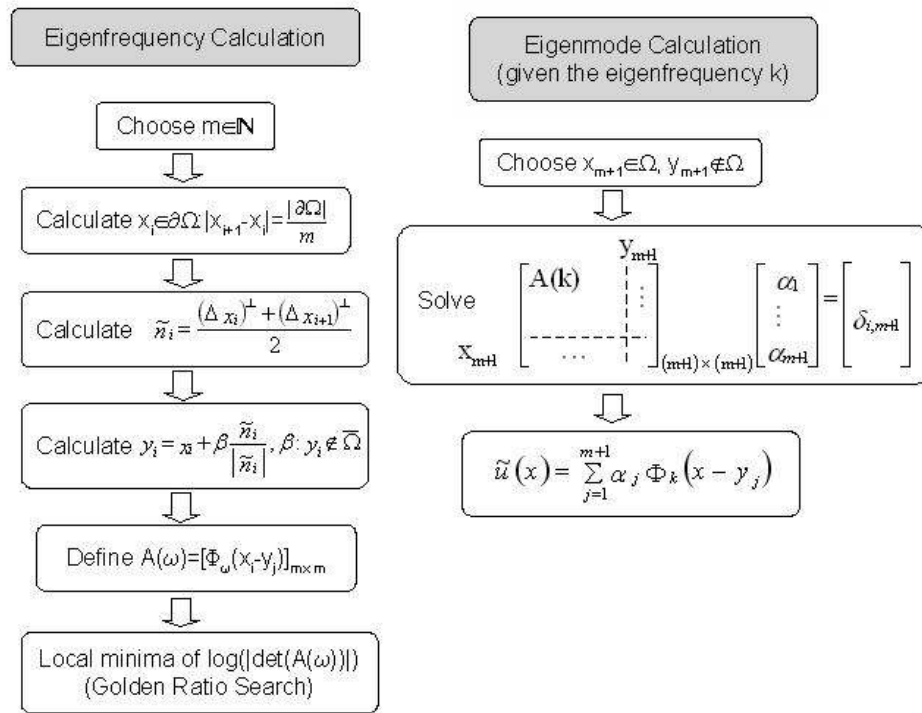 Eigenfrequency Calculation
Choose m∈ℕ
Calculate x_i∈∂Ω:|x_{i+1}-x_i|=|∂Ω|/m
Calculate ñ_i = ((Δx_i)^⊥ + (Δx_{i+1})^⊥)/2
Calculate y_i = x_i + β ñ_i/|ñ_i|, β: y_i ∉ Ω̅
Define A(ω)=[Φ_ω(x_i-y_j)]_{m×m}
Local minima of log(|det(A(ω))|)
(Golden Ratio Search)
Eigenmode Calculation
(given the eigenfrequency k)
Choose x_{m+1}∈Ω, y_{m+1}∉Ω
y_{m+1}
A(k)
⋮
α_1
Solve
⋮
=
δ_{i,m+1}
x_{m+1}
...
(m+1)×(m+1)
α_{m+1}
ũ(x) = ∑_{j=1}^{m+1} α_j Φ_k(x − y_j)